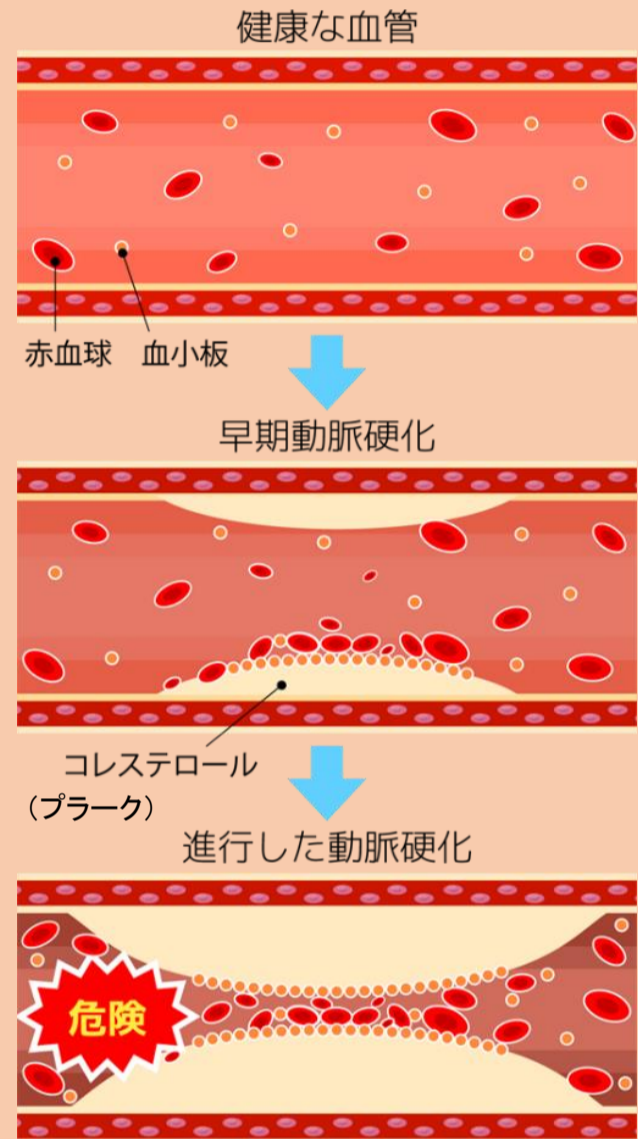 健康な血管
赤血球　血小板
早期動脈硬化
コレステロール
(プラーク)
進行した動脈硬化
危険